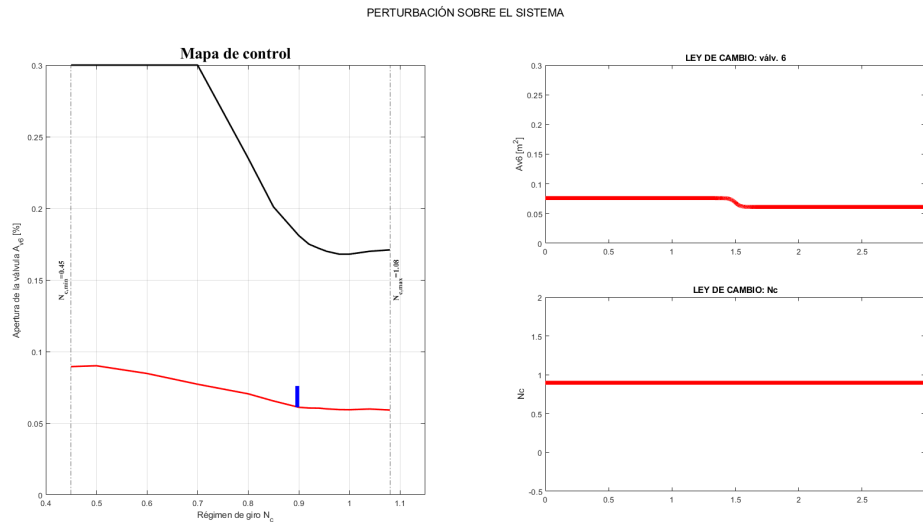 PERTURBACIÓN SOBRE EL SISTEMA
Mapa de control
0.3
0.25
0.2
0.15
0.1
0.05
0
Apertura de la válvula A_v6 [%]
N_c,min=0.45
N_c,max=1.08
0.4 0.5 0.6 0.7 0.8 0.9 1 1.1
Régimen de giro N_c
LEY DE CAMBIO: válv. 6
0.3
0.25
0.2
0.15
0.1
0.05
0
Av6 [m²]
0 0.5 1 1.5 2 2.5 3
LEY DE CAMBIO: Nc
2
1.5
1
0.5
0
-0.5
Nc
0 0.5 1 1.5 2 2.5 3